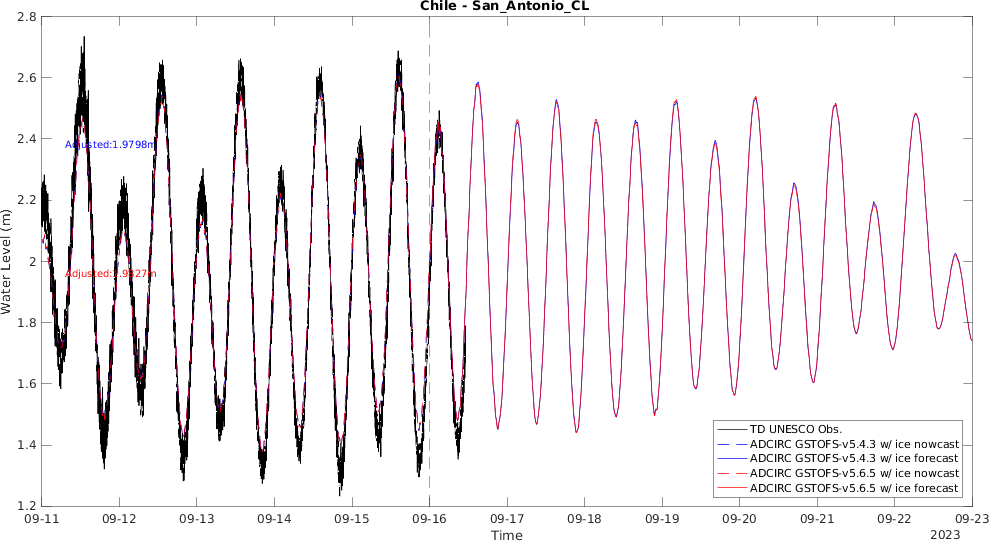 Chile - San_Antonio_CL
Water Level (m)
2.8
2.6
2.4
2.2
2
1.8
1.6
1.4
1.2
Adjusted:1.9798m
09-11
09-12
09-13
09-14
09-15
09-16
09-17
09-18
09-19
09-20
09-21
09-22
09-23
2023
Time
TD UNESCO Obs.
ADCIRC GSTOFS-v5.4.3 w/ ice nowcast
ADCIRC GSTOFS-v5.4.3 w/ ice forecast
ADCIRC GSTOFS-v5.6.5 w/ ice nowcast
ADCIRC GSTOFS-v5.6.5 w/ ice forecast